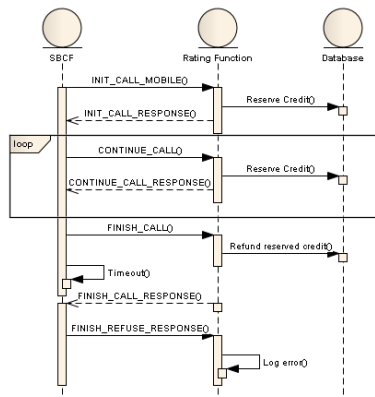 SBCF
Rating Function
Database
INIT_CALL_MOBILE()
Reserve Credit()
INIT_CALL_RESPONSE()
loop
CONTINUE_CALL()
Reserve Credit()
CONTINUE_CALL_RESPONSE()
FINISH_CALL()
Refund reserved credit()
Timeout()
FINISH_CALL_RESPONSE()
FINISH_REFUSE_RESPONSE()
Log error()